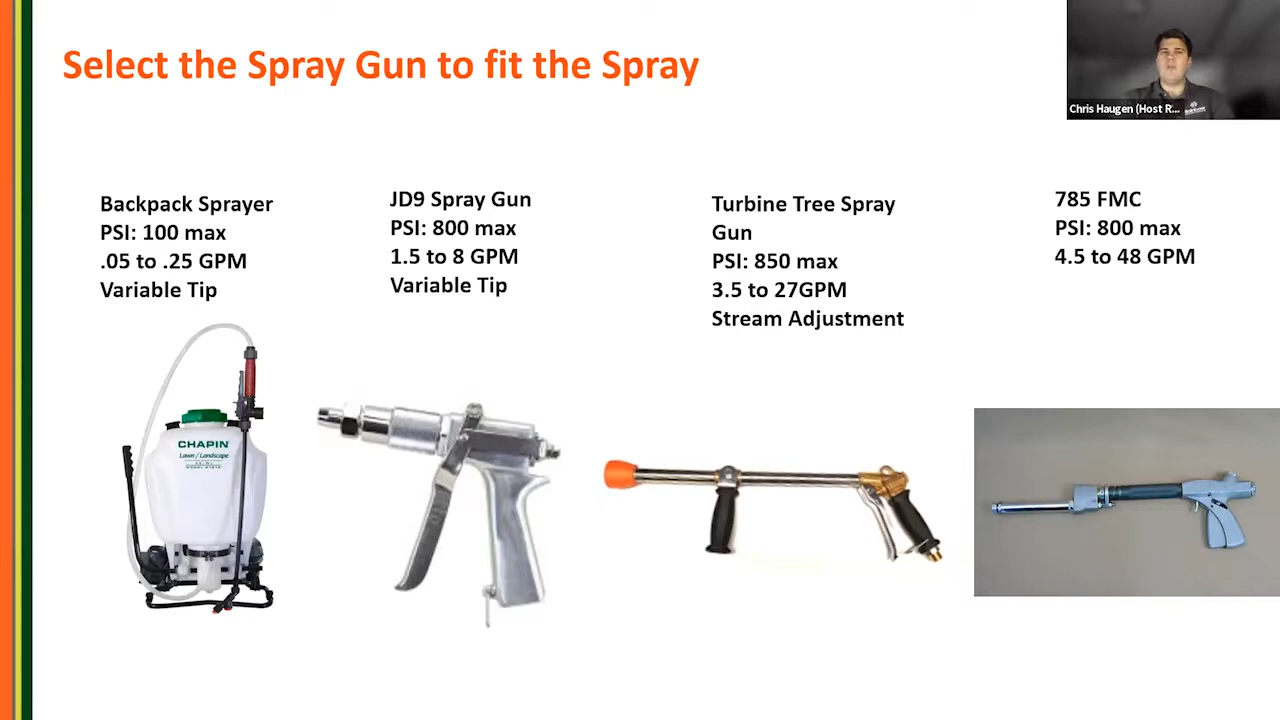 Select the Spray Gun to fit the Spray
Chris Haugen (Host R...
Backpack Sprayer
PSI: 100 max
.05 to .25 GPM
Variable Tip
JD9 Spray Gun
PSI: 800 max
1.5 to 8 GPM
Variable Tip
Turbine Tree Spray
Gun
PSI: 850 max
3.5 to 27GPM
Stream Adjustment
785 FMC
PSI: 800 max
4.5 to 48 GPM
CHAPIN
Lawn / Landscape